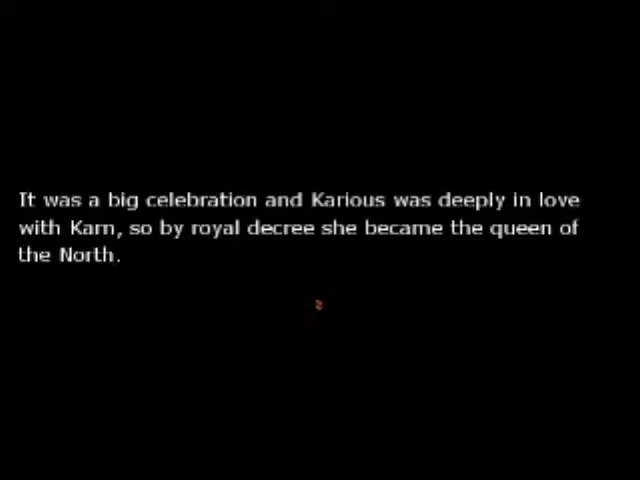 It was a big celebration and Karious was deeply in love
with Karn, so by royal decree she became the queen of
the North.